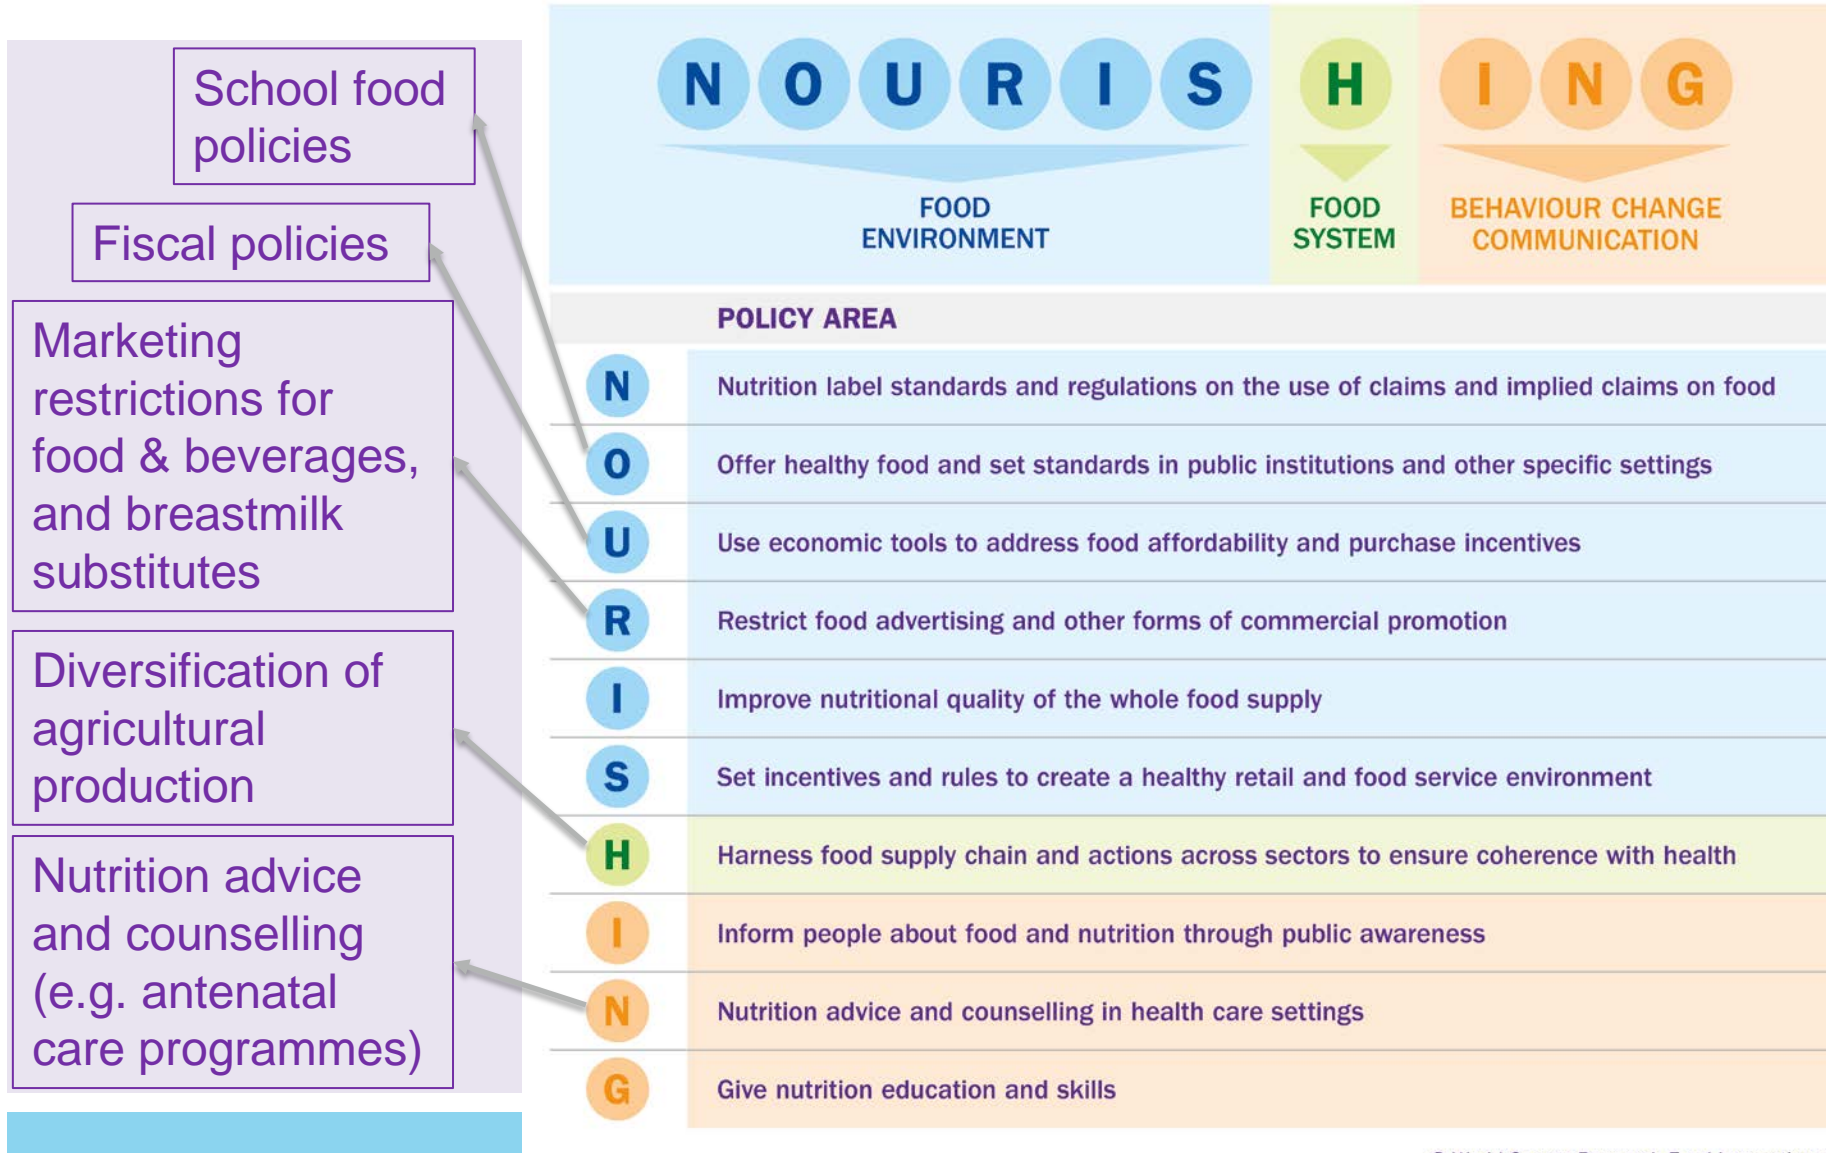 School food
policies
Fiscal policies
Marketing
restrictions for
food & beverages,
and breastmilk
substitutes
Diversification of
agricultural
production
Nutrition advice
and counselling
(e.g. antenatal
care programmes)
N O U R I S H I N G
FOOD
ENVIRONMENT
FOOD
SYSTEM
BEHAVIOUR CHANGE
COMMUNICATION
POLICY AREA
N Nutrition label standards and regulations on the use of claims and implied claims on food
O Offer healthy food and set standards in public institutions and other specific settings
U Use economic tools to address food affordability and purchase incentives
R Restrict food advertising and other forms of commercial promotion
I Improve nutritional quality of the whole food supply
S Set incentives and rules to create a healthy retail and food service environment
H Harness food supply chain and actions across sectors to ensure coherence with health
I Inform people about food and nutrition through public awareness
N Nutrition advice and counselling in health care settings
G Give nutrition education and skills